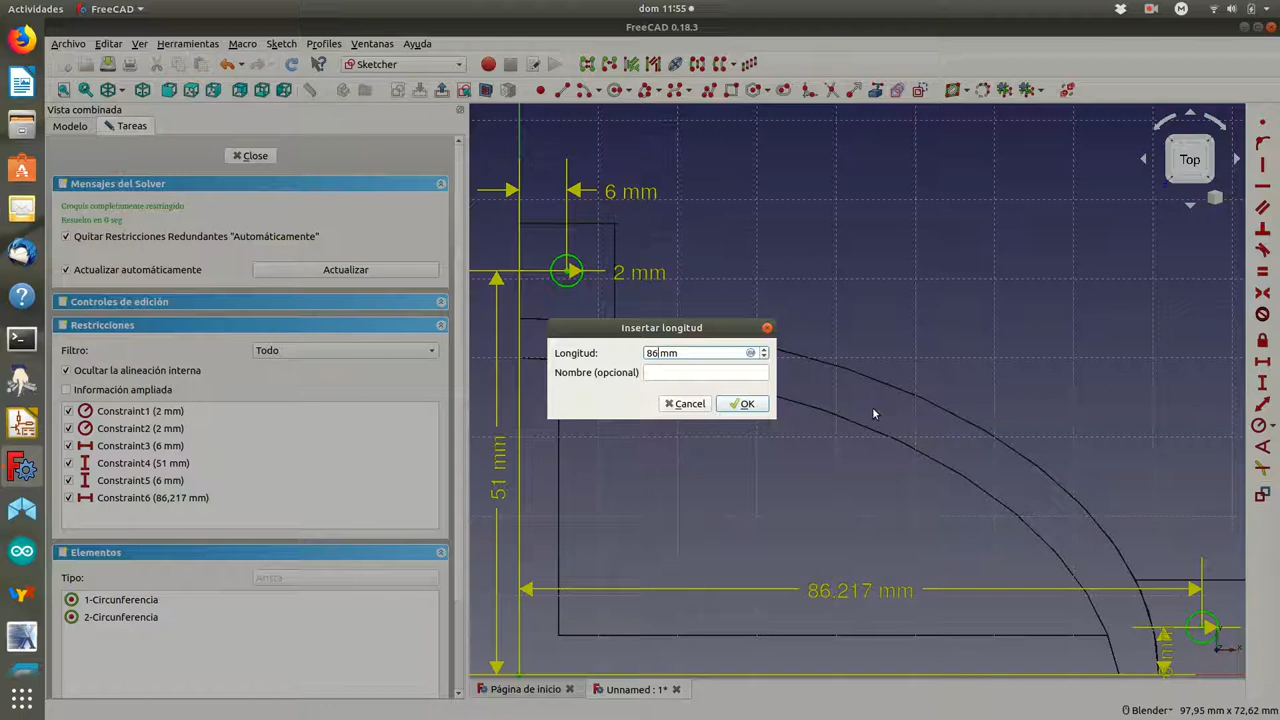 Actividades
FreeCAD
dom 11:55
FreeCAD 0.18.3
Archivo Editar Ver Herramientas Macro Sketch Profiles Ventanas Ayuda
Sketcher
Vista combinada
Modelo Tareas
Close
Mensajes del Solver
Croquis completamente restringido
Resuelto en 0 seg
Quitar Restricciones Redundantes "Automáticamente"
Actualizar automáticamente
Actualizar
Controles de edición
Restricciones
Filtro: Todo
Ocultar la alineación interna
Información ampliada
Constraint1 (2 mm)
Constraint2 (2 mm)
Constraint3 (6 mm)
Constraint4 (51 mm)
Constraint5 (6 mm)
Constraint6 (86,217 mm)
Elementos
Tipo: Arista
1-Circunferencia
2-Circunferencia
6 mm
2 mm
Top
Insertar longitud
Longitud: 86 mm
Nombre (opcional)
Cancel OK
51 mm
86.217 mm
Página de inicio
Unnamed : 1*
Blender
97,95 mm x 72,62 mm